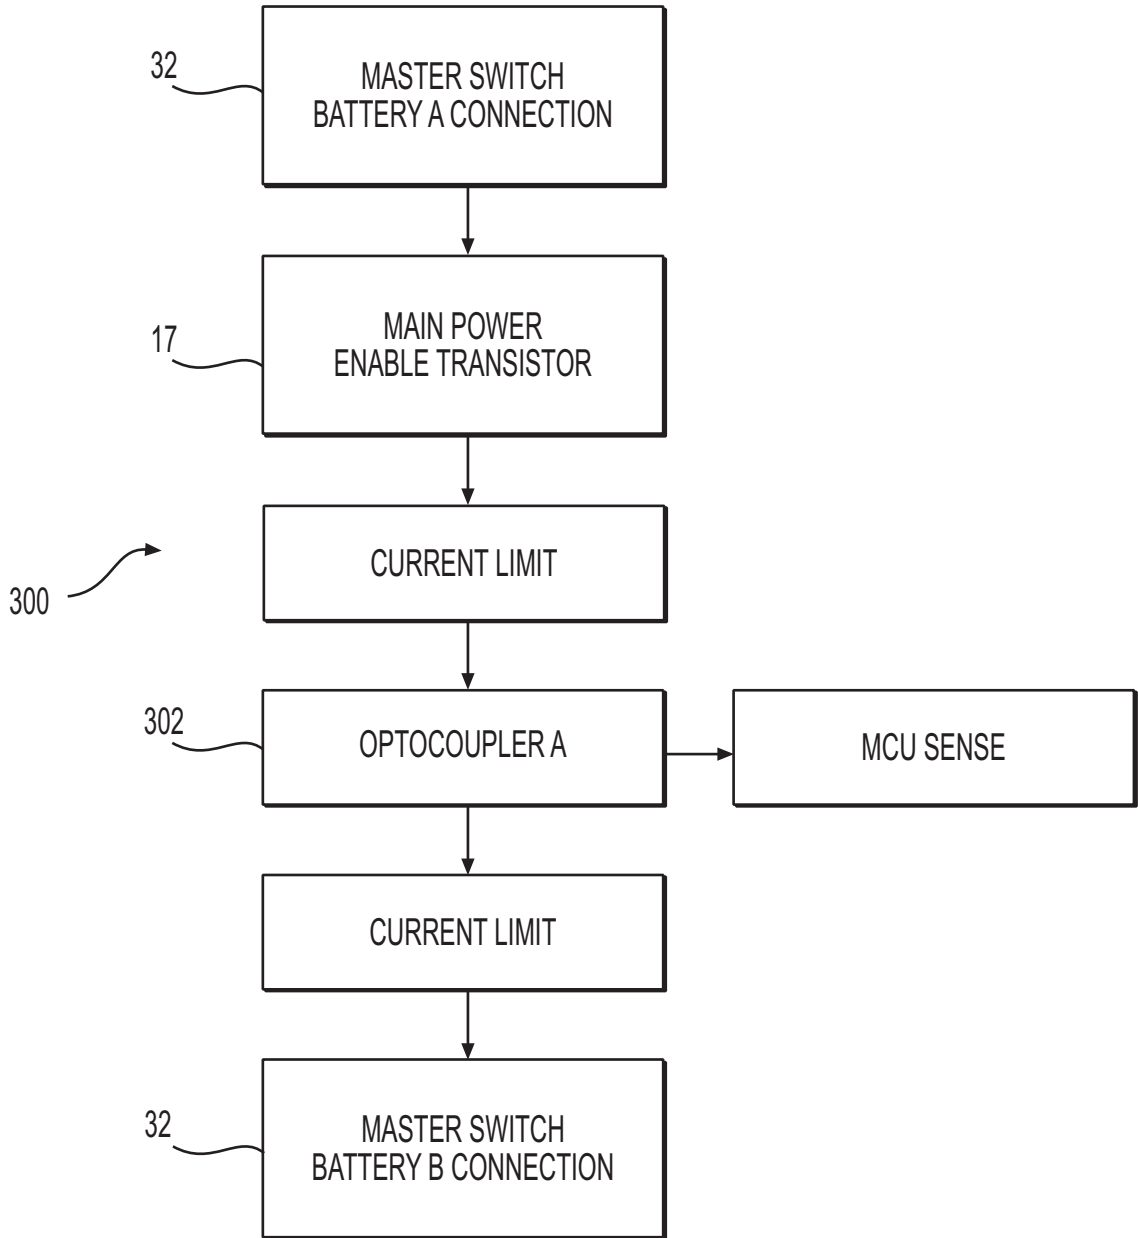 32
MASTER SWITCH
BATTERY A CONNECTION
17
MAIN POWER
ENABLE TRANSISTOR
CURRENT LIMIT
300
302
OPTOCOUPLER A
MCU SENSE
CURRENT LIMIT
32
MASTER SWITCH
BATTERY B CONNECTION